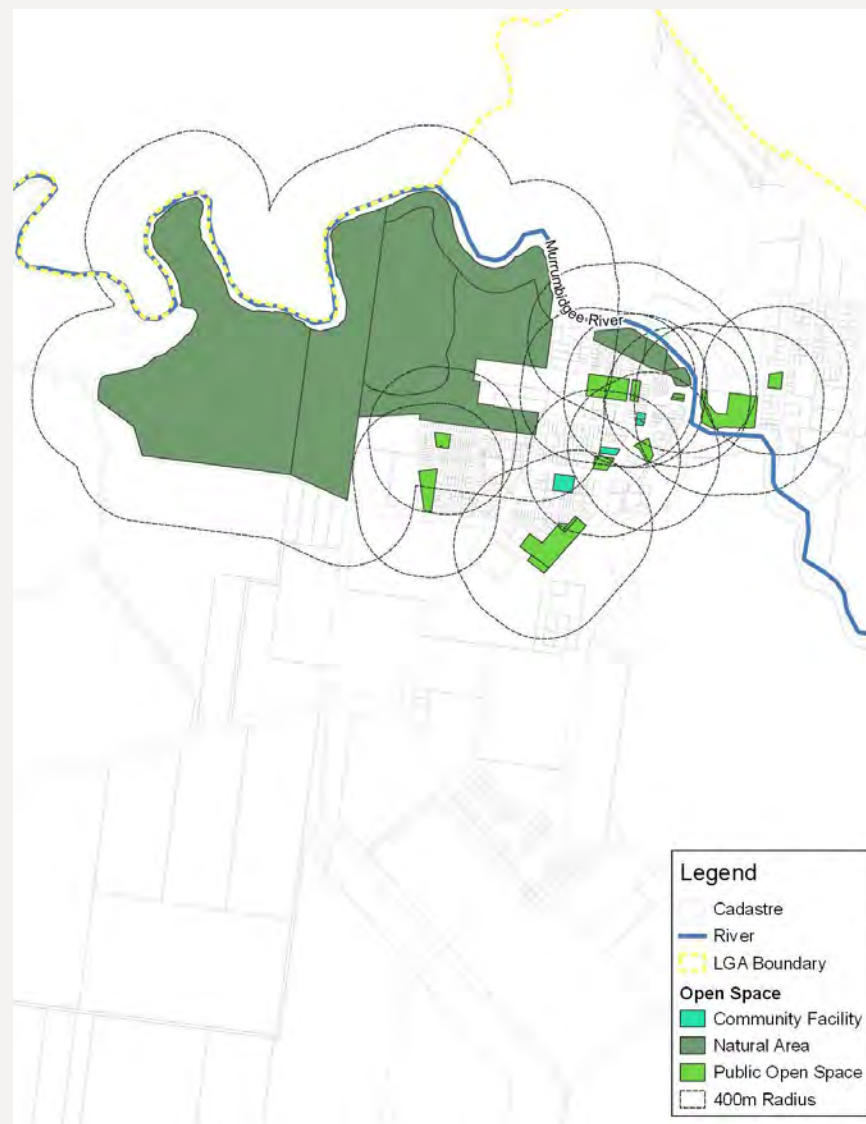 Murrumbidgee River
Legend
Cadastre
River
LGA Boundary
Open Space
Community Facility
Natural Area
Public Open Space
400m Radius